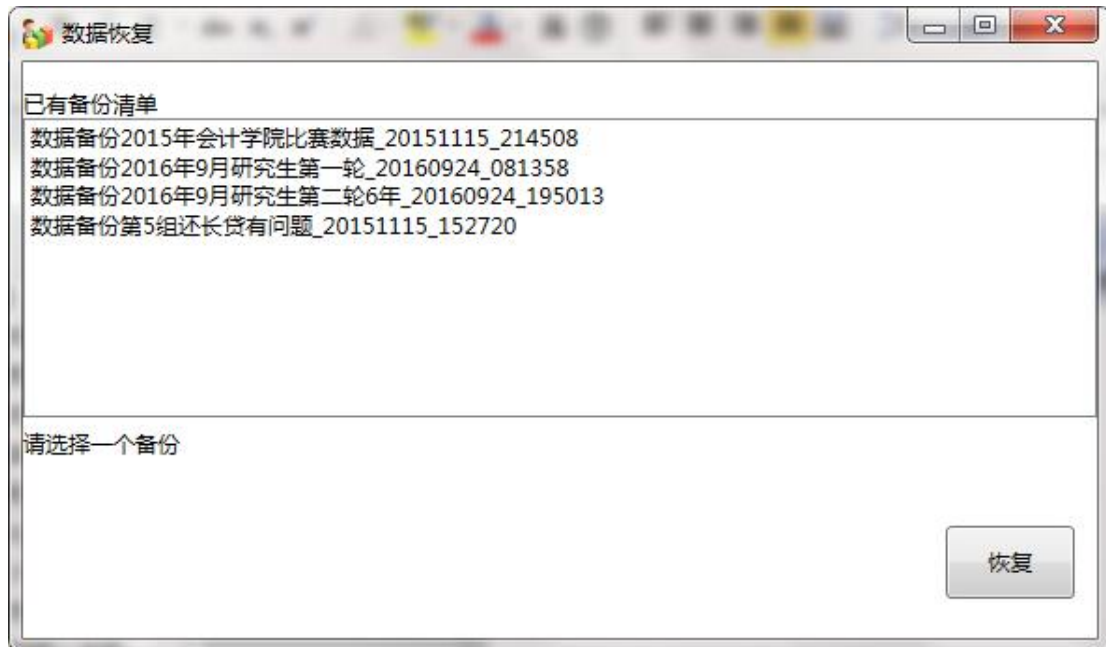 数据恢复
已有备份清单
数据备份2015年会计学院比赛数据_20151115_214508
数据备份2016年9月研究生第一轮_20160924_081358
数据备份2016年9月研究生第二轮6年_20160924_195013
数据备份第5组还长贷有问题_20151115_152720
请选择一个备份
恢复